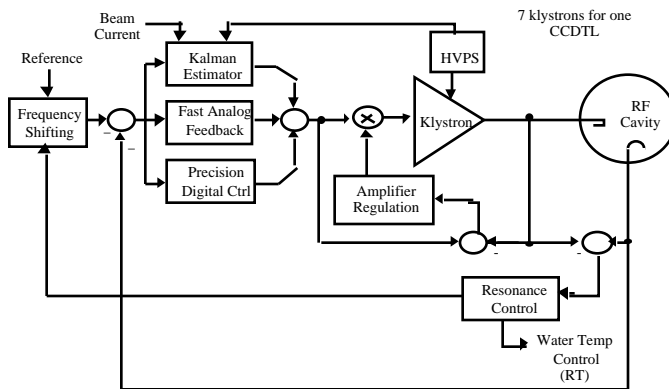 Beam
Current
7 klystrons for one
CCDTL
Reference
Kalman
Estimator
HVPS
Frequency
Shifting
Fast Analog
Feedback
Klystron
RF
Cavity
Precision
Digital Ctrl
Amplifier
Regulation
Resonance
Control
Water Temp
Control
(RT)